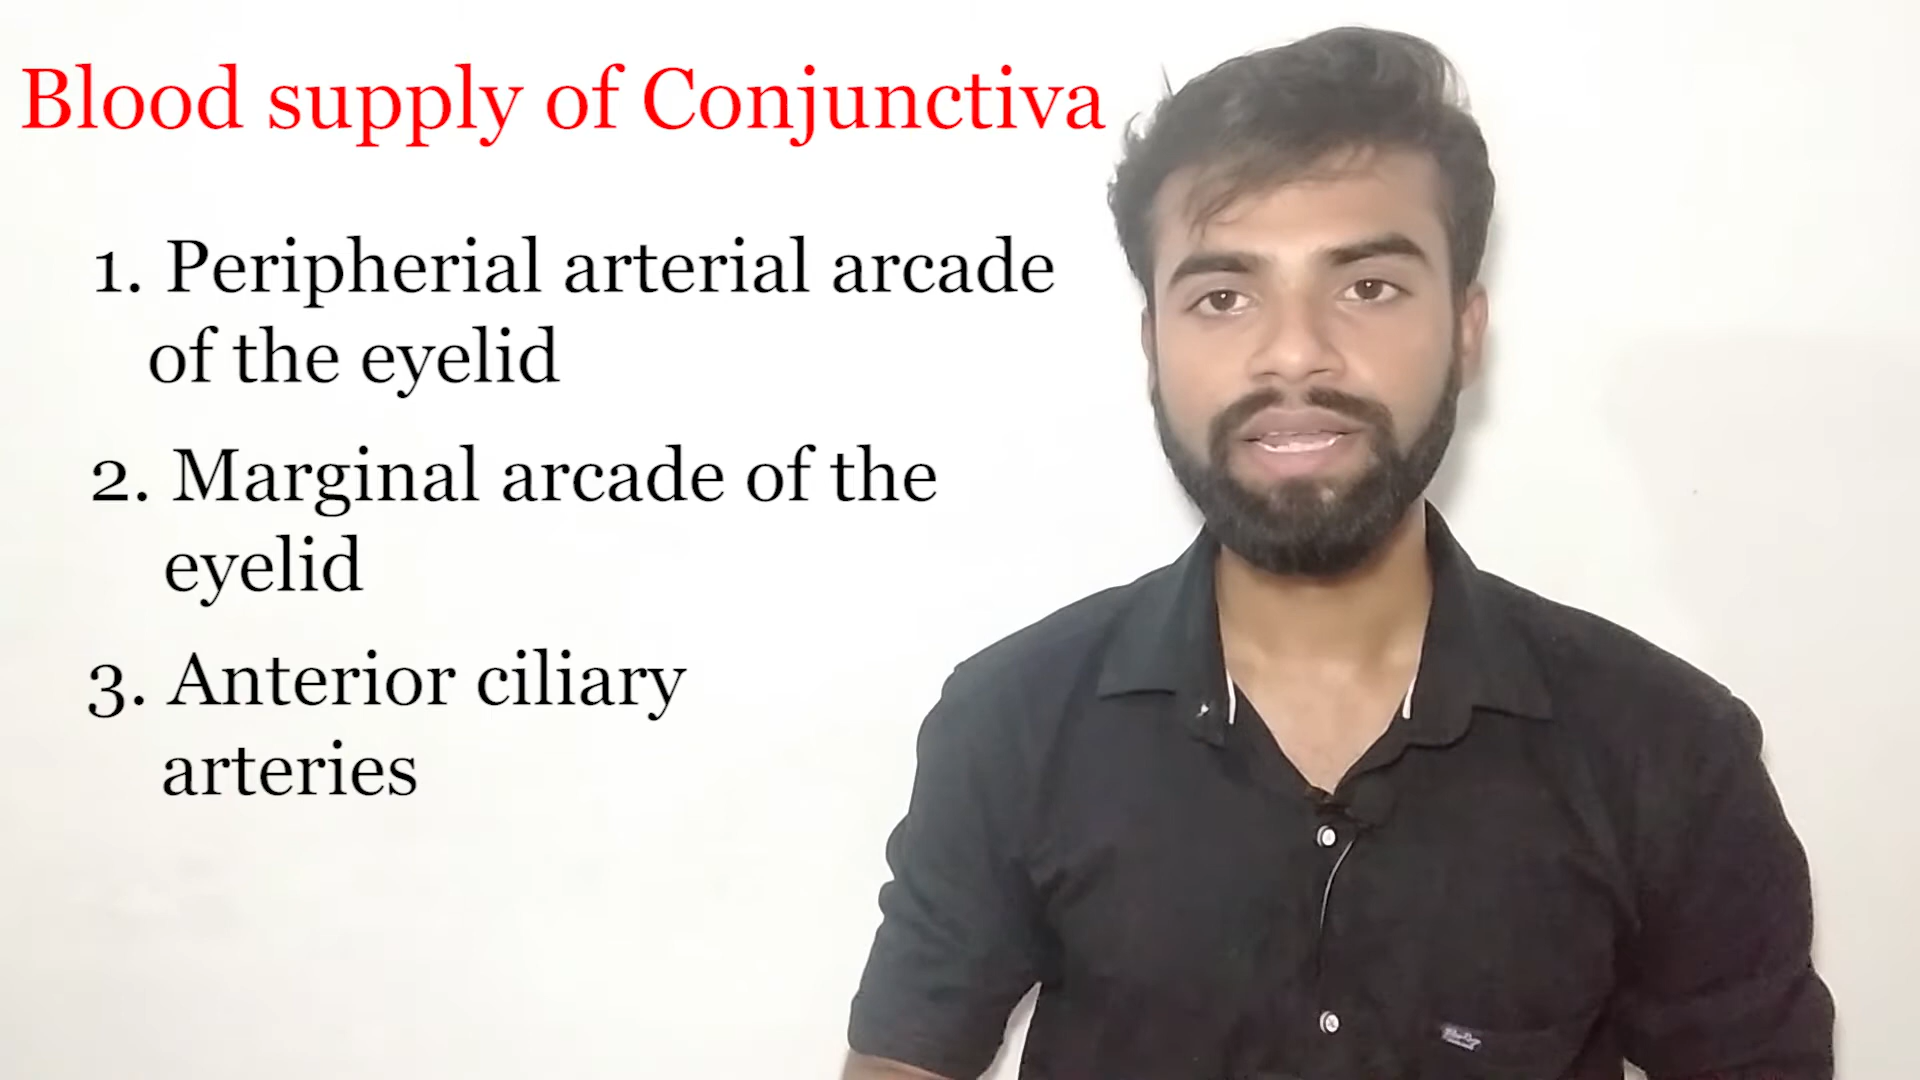 Blood supply of Conjunctiva
1. Peripherial arterial arcade
of the eyelid
2. Marginal arcade of the
eyelid
3. Anterior ciliary
arteries